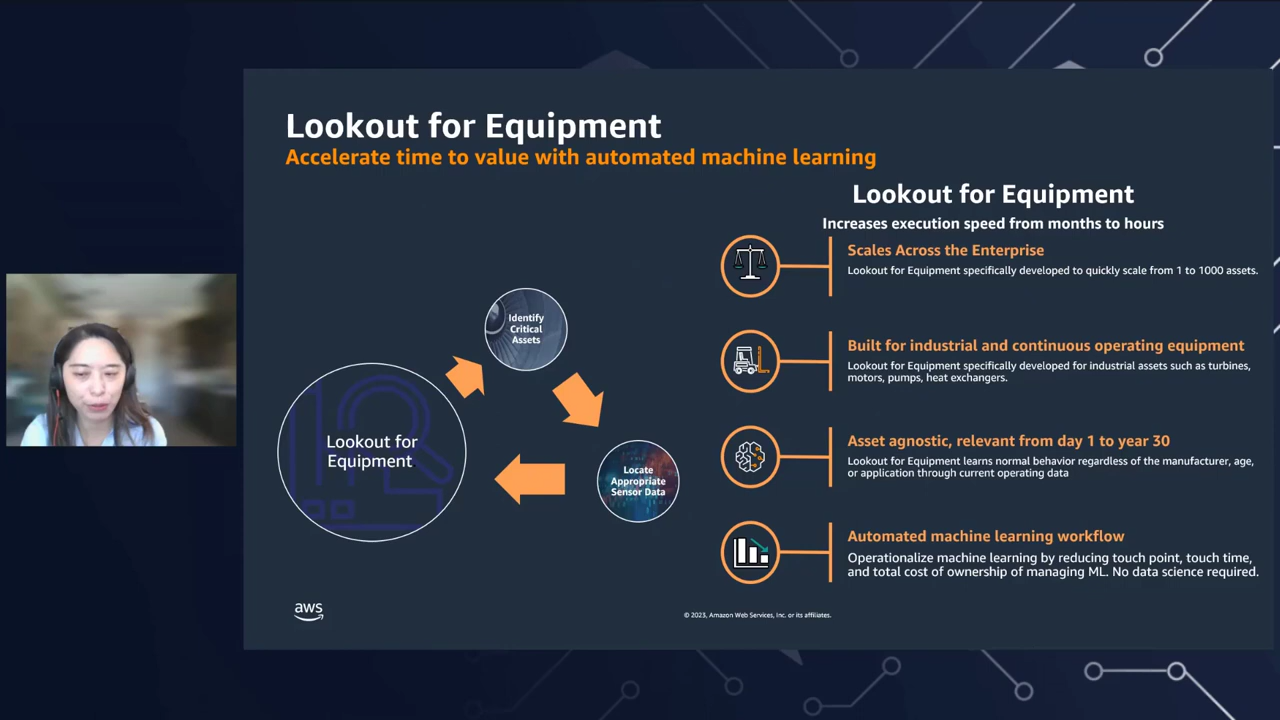 Lookout for Equipment
Accelerate time to value with automated machine learning
Lookout for Equipment
Increases execution speed from months to hours
Scales Across the Enterprise
Lookout for Equipment specifically developed to quickly scale from 1 to 1000 assets.
Built for industrial and continuous operating equipment
Lookout for Equipment specifically developed for industrial assets such as turbines,
motors, pumps, heat exchangers.
Asset agnostic, relevant from day 1 to year 30
Lookout for Equipment learns normal behavior regardless of the manufacturer, age,
or application through current operating data
Automated machine learning workflow
Operationalize machine learning by reducing touch point, touch time,
and total cost of ownership of managing ML. No data science required.
Identify
Critical
Assets
Lookout for
Equipment
Locate
Appropriate
Sensor Data
aws
© 2023, Amazon Web Services, Inc. or its affiliates.